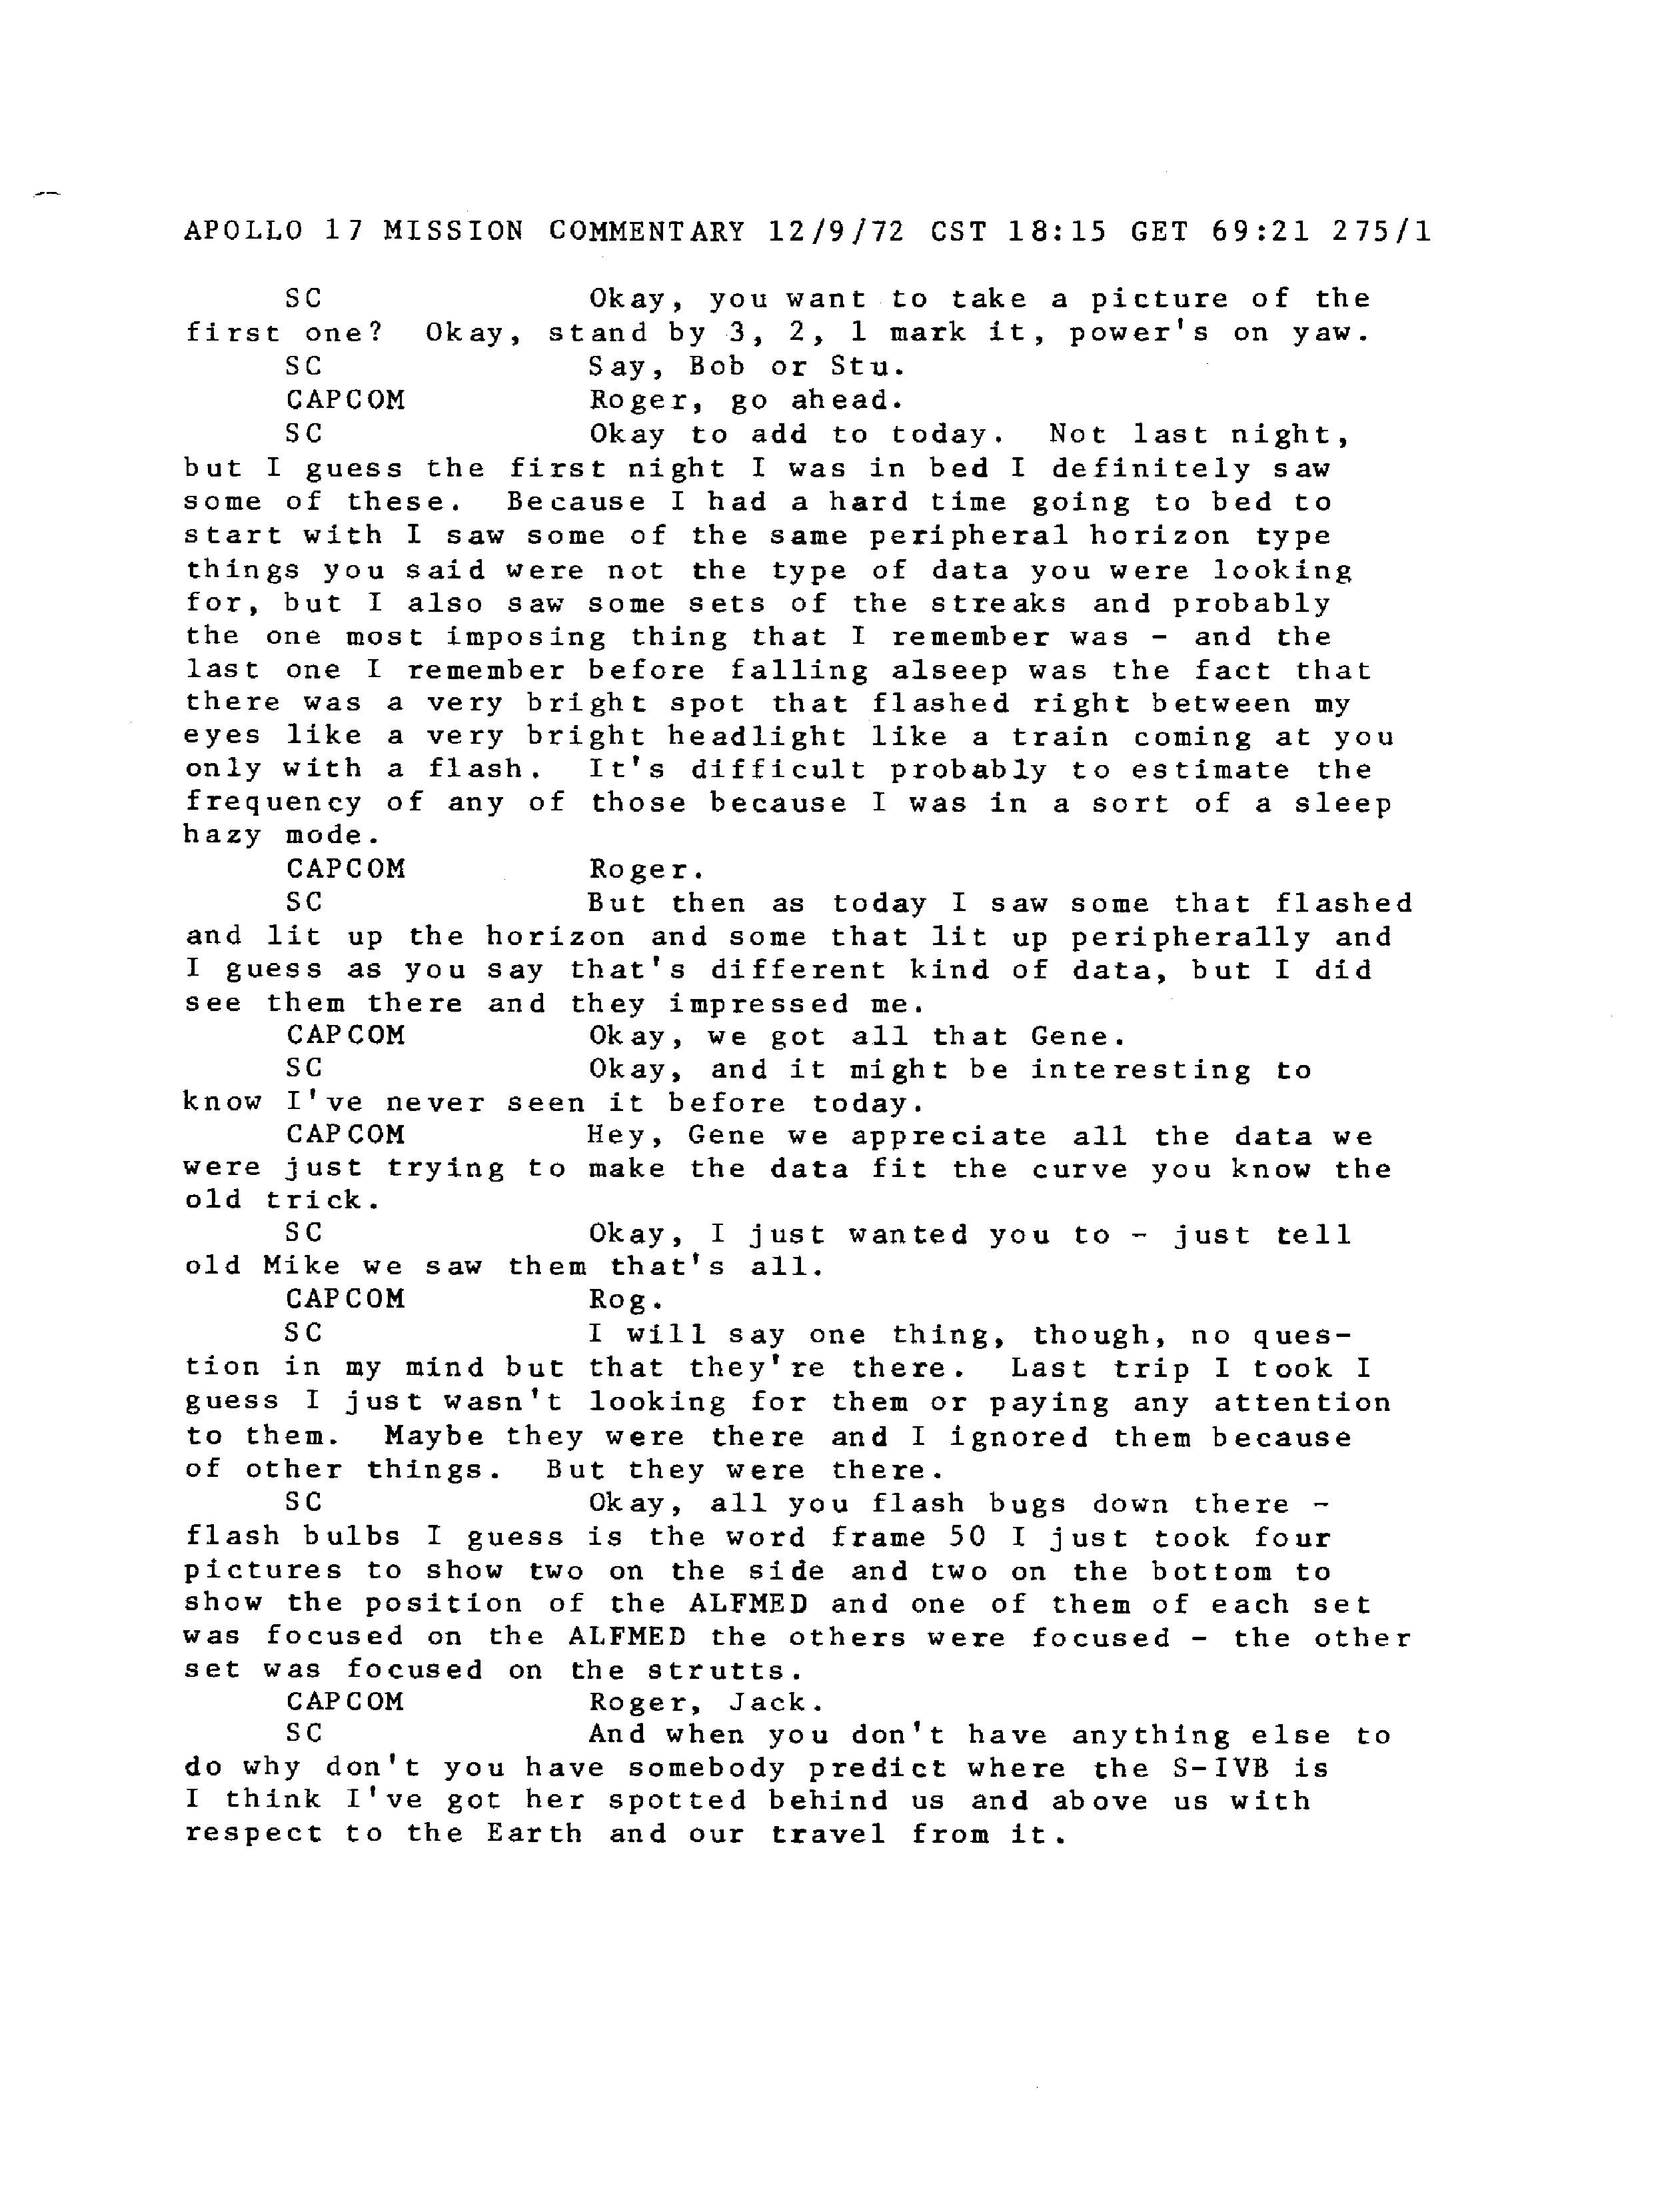 APOLLO 17 MISSION COMMENTARY 12/9/72 CST 18:15 GET 69:21 275/1
SC Okay, you want to take a picture of the
first one? Okay, stand by 3, 2, 1 mark it, power's on yaw.
SC Say, Bob or Stu.
CAPCOM Roger, go ahead.
SC Okay to add to today. Not last night,
but I guess the first night I was in bed I definitely saw
some of these. Because I had a hard time going to bed to
start with I saw some of the same peripheral horizon type
things you said were not the type of data you were looking
for, but I also saw some sets of the streaks and probably
the one most imposing thing that I remember was - and the
last one I remember before falling alseep was the fact that
there was a very bright spot that flashed right between my
eyes like a very bright headlight like a train coming at you
only with a flash. It's difficult probably to estimate the
frequency of any of those because I was in a sort of a sleep
hazy mode.
CAPCOM Roger.
SC But then as today I saw some that flashed
and lit up the horizon and some that lit up peripherally and
I guess as you say that's different kind of data, but I did
see them there and they impressed me.
CAPCOM Okay, we got all that Gene.
SC Okay, and it might be interesting to
know I've never seen it before today.
CAPCOM Hey, Gene we appreciate all the data we
were just trying to make the data fit the curve you know the
old trick.
SC Okay, I just wanted you to - just tell
old Mike we saw them that's all.
CAPCOM Rog.
SC I will say one thing, though, no ques-
tion in my mind but that they're there. Last trip I took I
guess I just wasn't looking for them or paying any attention
to them. Maybe they were there and I ignored them because
of other things. But they were there.
SC Okay, all you flash bugs down there -
flash bulbs I guess is the word frame 50 I just took four
pictures to show two on the side and two on the bottom to
show the position of the ALFMED and one of them of each set
was focused on the ALFMED the others were focused - the other
set was focused on the strutts.
CAPCOM Roger, Jack.
SC And when you don't have anything else to
do why don't you have somebody predict where the S-IVB is
I think I've got her spotted behind us and above us with
respect to the Earth and our travel from it.